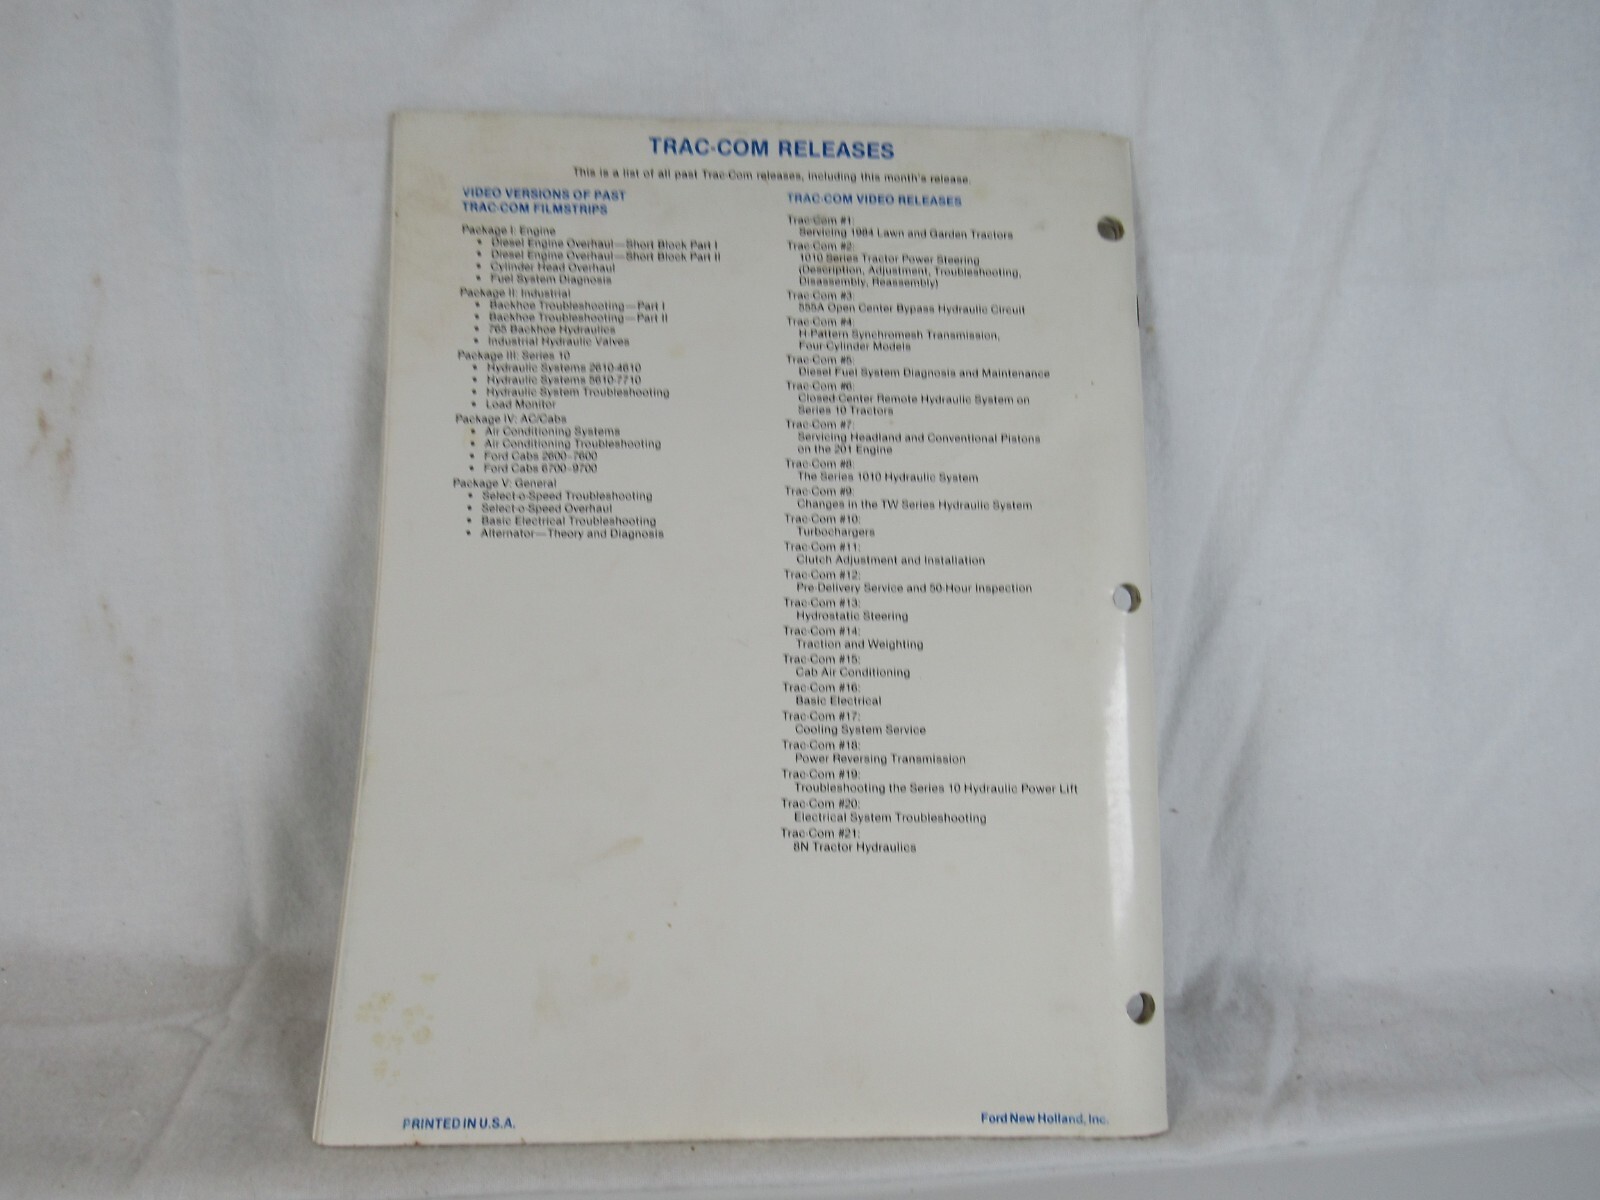 TRAC-COM RELEASES
This is a list of all past Trac-Com releases, including this month's release.
VIDEO VERSIONS OF PAST
TRAC-COM FILMSTRIPS
Package I: Engine
• Diesel Engine Overhaul—Short Block Part I
• Diesel Engine Overhaul—Short Block Part II
• Cylinder Head Overhaul
• Fuel System Diagnosis
Package II: Industrial
• Backhoe Troubleshooting—Part I
• Backhoe Troubleshooting—Part II
• 765 Backhoe Hydraulics
• Industrial Hydraulic Valves
Package III: Series 10
• Hydraulic Systems 2610-4610
• Hydraulic Systems 5610-7710
• Hydraulic System Troubleshooting
• Load Monitor
Package IV: AC/Cabs
• Air Conditioning Systems
• Air Conditioning Troubleshooting
• Ford Cabs 2600-7600
• Ford Cabs 6700-9700
Package V: General
• Select-o-Speed Troubleshooting
• Select-o-Speed Overhaul
• Basic Electrical Troubleshooting
• Alternator—Theory and Diagnosis
TRAC-COM VIDEO RELEASES
Trac-Com #1:
Servicing 1984 Lawn and Garden Tractors
Trac-Com #2:
1010 Series Tractor Power Steering
(Description, Adjustment, Troubleshooting,
Disassembly, Reassembly)
Trac-Com #3:
555A Open Center Bypass Hydraulic Circuit
Trac-Com #4:
H-Pattern Synchromesh Transmission,
Four-Cylinder Models
Trac-Com #5:
Diesel Fuel System Diagnosis and Maintenance
Trac-Com #6:
Closed-Center Remote Hydraulic System on
Series 10 Tractors
Trac-Com #7:
Servicing Headland and Conventional Pistons
on the 201 Engine
Trac-Com #8:
The Series 1010 Hydraulic System
Trac-Com #9:
Changes in the TW Series Hydraulic System
Trac-Com #10:
Turbochargers
Trac-Com #11:
Clutch Adjustment and Installation
Trac-Com #12:
Pre-Delivery Service and 50-Hour Inspection
Trac-Com #13:
Hydrostatic Steering
Trac-Com #14:
Traction and Weighting
Trac-Com #15:
Cab Air Conditioning
Trac-Com #16:
Basic Electrical
Trac-Com #17:
Cooling System Service
Trac-Com #18:
Power Reversing Transmission
Trac-Com #19:
Troubleshooting the Series 10 Hydraulic Power Lift
Trac-Com #20:
Electrical System Troubleshooting
Trac-Com #21:
8N Tractor Hydraulics
PRINTED IN U.S.A.
Ford New Holland, Inc.